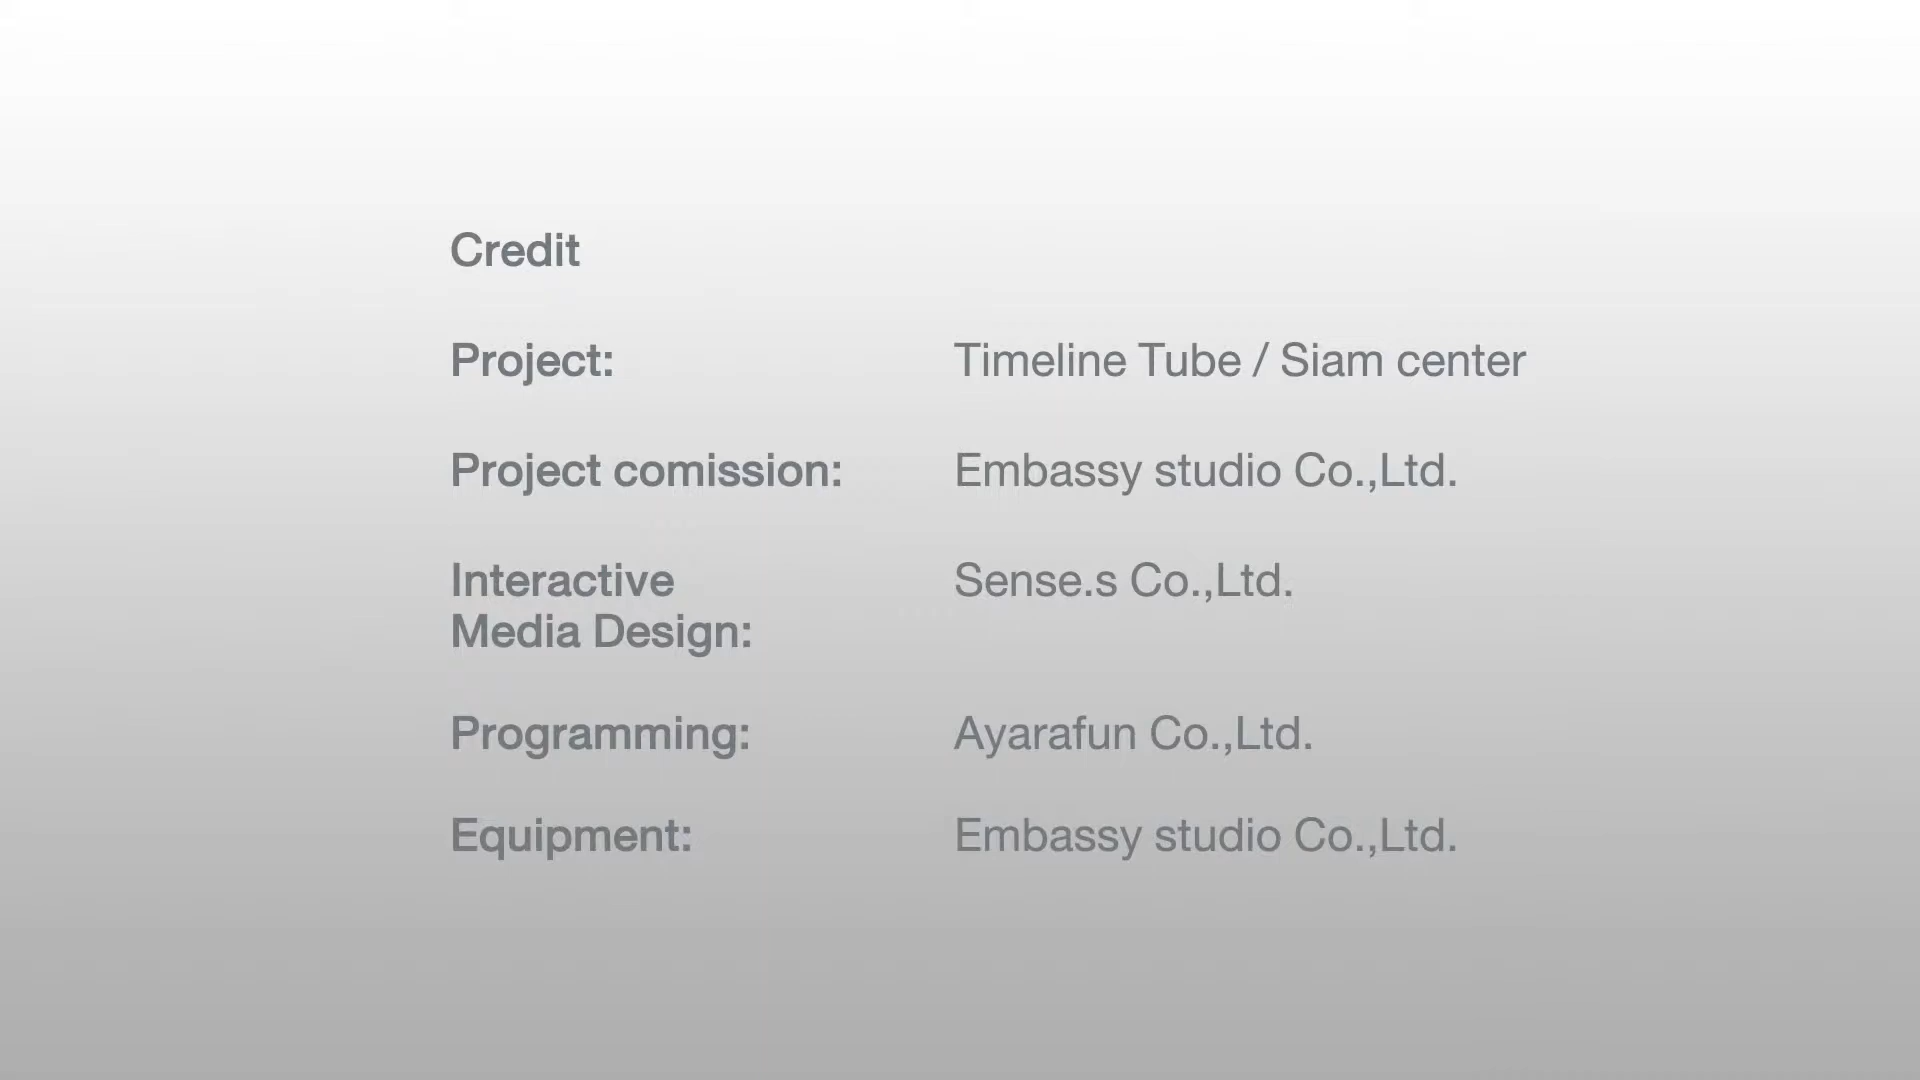 Credit
Project: Timeline Tube / Siam center
Project comission: Embassy studio Co.,Ltd.
Interactive Sense.s Co.,Ltd.
Media Design:
Programming: Ayarafun Co.,Ltd.
Equipment: Embassy studio Co.,Ltd.